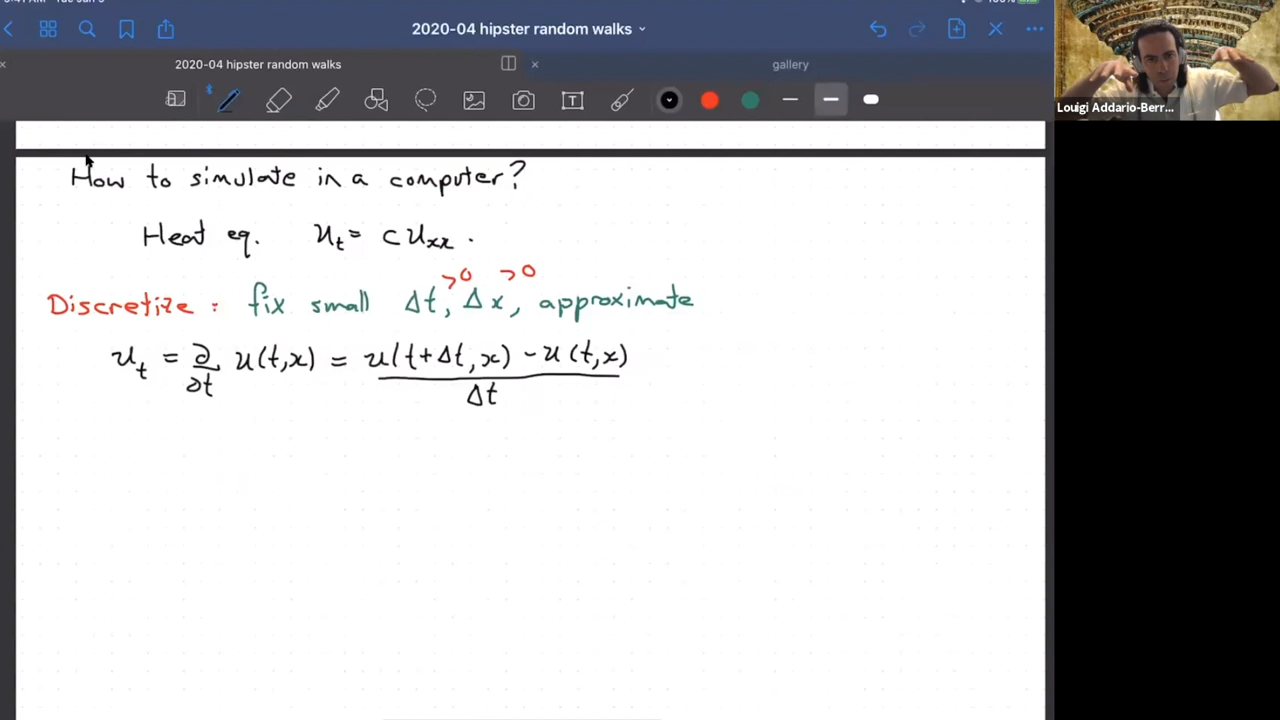 2020-04 hipster random walks
2020-04 hipster random walks
gallery
T
Louigi Addario-Berr...
How to simulate in a computer?
Heat eq. u_t = c u_xx .
>0 >0
Discretize : fix small Δt, Δx, approximate
u_t = ∂/∂t u(t,x) = (u(t+Δt, x) - u(t,x))/Δt